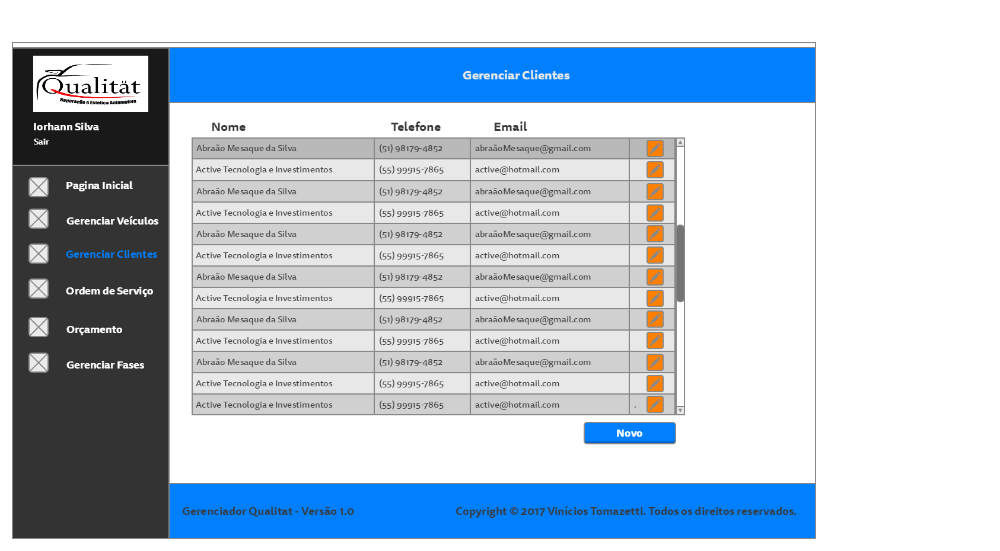 Qualität
Reparação e Estética Automotiva
Iorhann Silva
Sair
Pagina Inicial
Gerenciar Veículos
Gerenciar Clientes
Ordem de Serviço
Orçamento
Gerenciar Fases
Gerenciar Clientes
Nome Telefone Email
Abraão Mesaque da Silva (51) 98179-4852 abraãoMesaque@gmail.com
Active Tecnologia e Investimentos (55) 99915-7865 active@hotmail.com
Abraão Mesaque da Silva (51) 98179-4852 abraãoMesaque@gmail.com
Active Tecnologia e Investimentos (55) 99915-7865 active@hotmail.com
Abraão Mesaque da Silva (51) 98179-4852 abraãoMesaque@gmail.com
Active Tecnologia e Investimentos (55) 99915-7865 active@hotmail.com
Abraão Mesaque da Silva (51) 98179-4852 abraãoMesaque@gmail.com
Active Tecnologia e Investimentos (55) 99915-7865 active@hotmail.com
Abraão Mesaque da Silva (51) 98179-4852 abraãoMesaque@gmail.com
Active Tecnologia e Investimentos (55) 99915-7865 active@hotmail.com
Abraão Mesaque da Silva (51) 98179-4852 abraãoMesaque@gmail.com
Active Tecnologia e Investimentos (55) 99915-7865 active@hotmail.com
Active Tecnologia e Investimentos (55) 99915-7865 active@hotmail.com .
Novo
Gerenciador Qualitat - Versão 1.0
Copyright © 2017 Vinícios Tomazetti. Todos os direitos reservados.